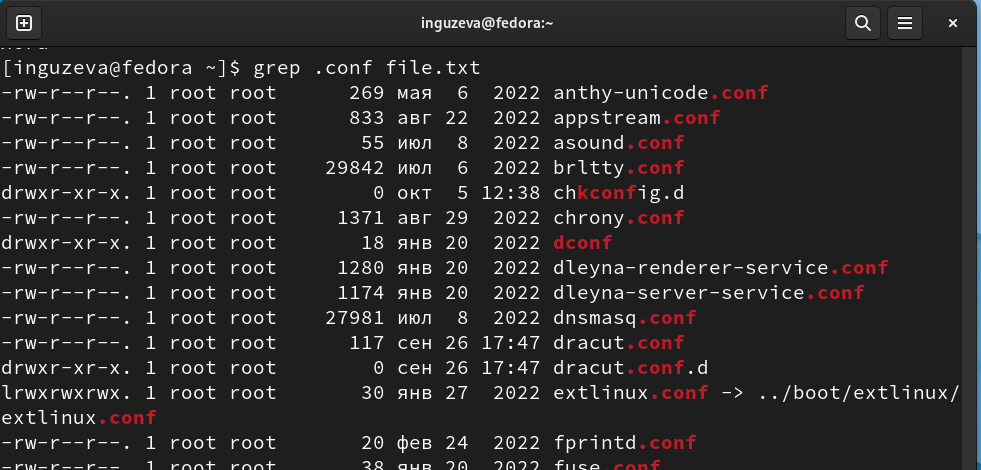 inguzeva@fedora:~
[inguzeva@fedora ~]$ grep .conf file.txt
-rw-r--r--. 1 root root      269 мая  6  2022 anthy-unicode.conf
-rw-r--r--. 1 root root      833 авг 22  2022 appstream.conf
-rw-r--r--. 1 root root       55 июл  8  2022 asound.conf
-rw-r--r--. 1 root root    29842 июл  6  2022 brltty.conf
drwxr-xr-x. 1 root root        0 окт  5 12:38 chkconfig.d
-rw-r--r--. 1 root root     1371 авг 29  2022 chrony.conf
drwxr-xr-x. 1 root root       18 янв 20  2022 dconf
-rw-r--r--. 1 root root     1280 янв 20  2022 dleyna-renderer-service.conf
-rw-r--r--. 1 root root     1174 янв 20  2022 dleyna-server-service.conf
-rw-r--r--. 1 root root    27981 июл  8  2022 dnsmasq.conf
-rw-r--r--. 1 root root      117 сен 26 17:47 dracut.conf
drwxr-xr-x. 1 root root        0 сен 26 17:47 dracut.conf.d
lrwxrwxrwx. 1 root root       30 янв 27  2022 extlinux.conf -> ../boot/extlinux/
extlinux.conf
-rw-r--r--. 1 root root       20 фев 24  2022 fprintd.conf
-rw-r--r--. 1 root root       38 янв 20  2022 fuse.conf